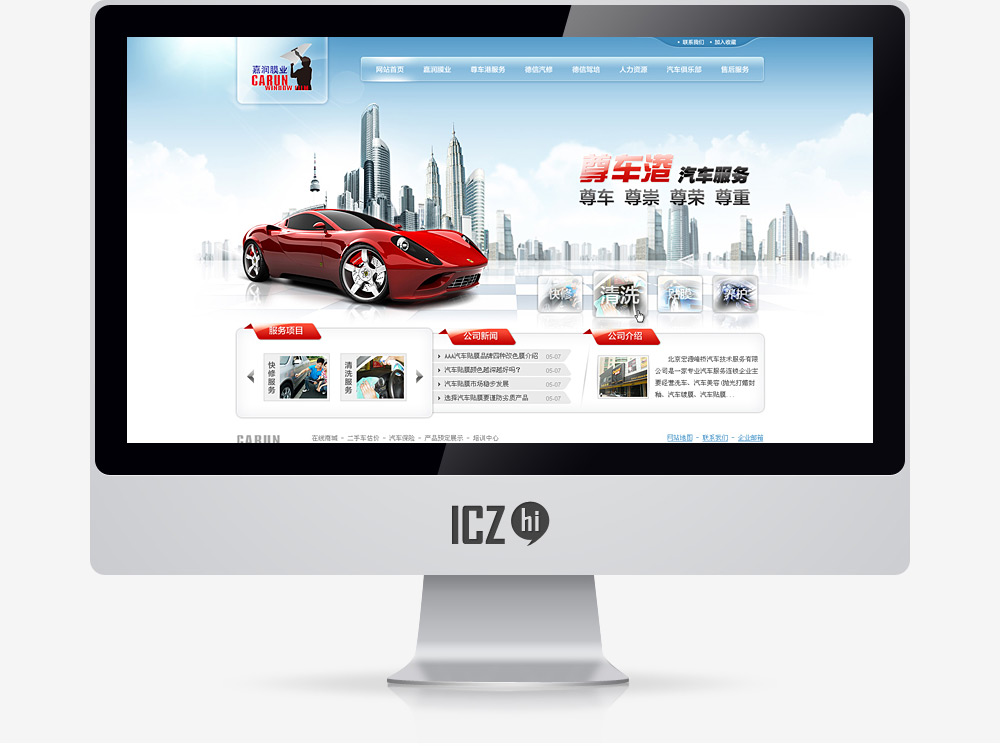 • 联系我们 • 加入收藏
嘉润膜业
CARUN
WINDOW FILM
网站首页 嘉润膜业 尊车港服务 德信汽修 德信驾培 人力资源 汽车俱乐部 售后服务
尊车港 汽车服务
尊车 尊崇 尊荣 尊重
快修 清洗 贴膜 养护
服务项目
快修服务
清洗服务
公司新闻
AAA汽车贴膜品牌四种改色膜介绍 05-07
汽车贴膜颜色越深越好吗? 05-07
汽车贴膜市场稳步发展 05-07
选择汽车贴膜要谨防劣质产品 05-07
公司介绍
北京宏德峰桥汽车技术服务有限
公司是一家专业汽车服务连锁企业主
要经营洗车、汽车美容(抛光打蜡封
釉、汽车镀膜、汽车贴膜...
CARUN
在线商城 - 二手车估价 - 汽车保险 - 产品预定展示 - 培训中心
网站地图 - 联系我们 - 企业邮箱
ICZ hi